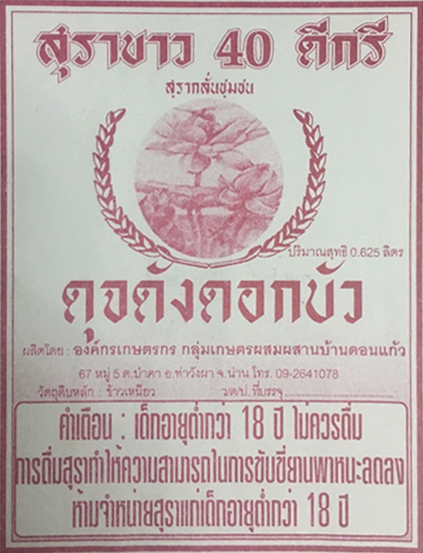 สุราขาว 40 ดีกรี
สุรากลั่นชุมชน
ปริมาณสุทธิ 0.625 ลิตร
ดุจดั่งดอกบัว
ผลิตโดย : องค์กรเกษตรกร กลุ่มเกษตรผสมผสานบ้านดอนแก้ว
67 หมู่ 5 ต.ป่าคา อ.ท่าวังผา จ.น่าน โทร. 09-2641078
วัตถุดิบหลัก : ข้าวเหนียว ว/ด/ป. ที่บรรจุ
คำเตือน : เด็กอายุต่ำกว่า 18 ปี ไม่ควรดื่ม
การดื่มสุราทำให้ความสามารถในการขับขี่ยานพาหนะลดลง
ห้ามจำหน่ายสุราแก่เด็กอายุต่ำกว่า 18 ปี